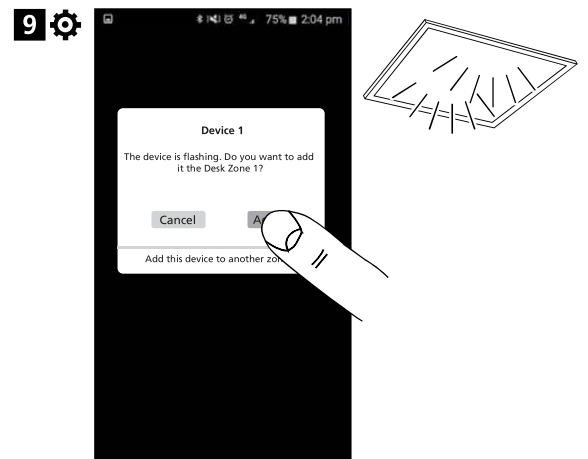 9
4G 75% 2:04 pm
Device 1
The device is flashing. Do you want to add
it the Desk Zone 1?
Cancel
Add this device to another